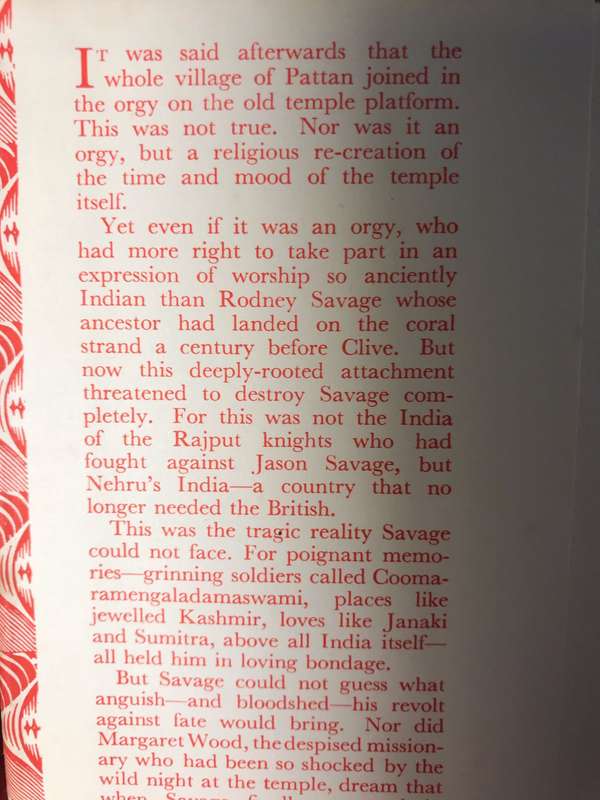 IT was said afterwards that the
whole village of Pattan joined in
the orgy on the old temple platform.
This was not true. Nor was it an
orgy, but a religious re-creation of
the time and mood of the temple
itself.
Yet even if it was an orgy, who
had more right to take part in an
expression of worship so anciently
Indian than Rodney Savage whose
ancestor had landed on the coral
strand a century before Clive. But
now this deeply-rooted attachment
threatened to destroy Savage com-
pletely. For this was not the India
of the Rajput knights who had
fought against Jason Savage, but
Nehru's India—a country that no
longer needed the British.
This was the tragic reality Savage
could not face. For poignant memo-
ries—grinning soldiers called Cooma-
ramengaladamaswami, places like
jewelled Kashmir, loves like Janaki
and Sumitra, above all India itself—
all held him in loving bondage.
But Savage could not guess what
anguish—and bloodshed—his revolt
against fate would bring. Nor did
Margaret Wood, the despised mission-
ary who had been so shocked by the
wild night at the temple, dream that
when Savage